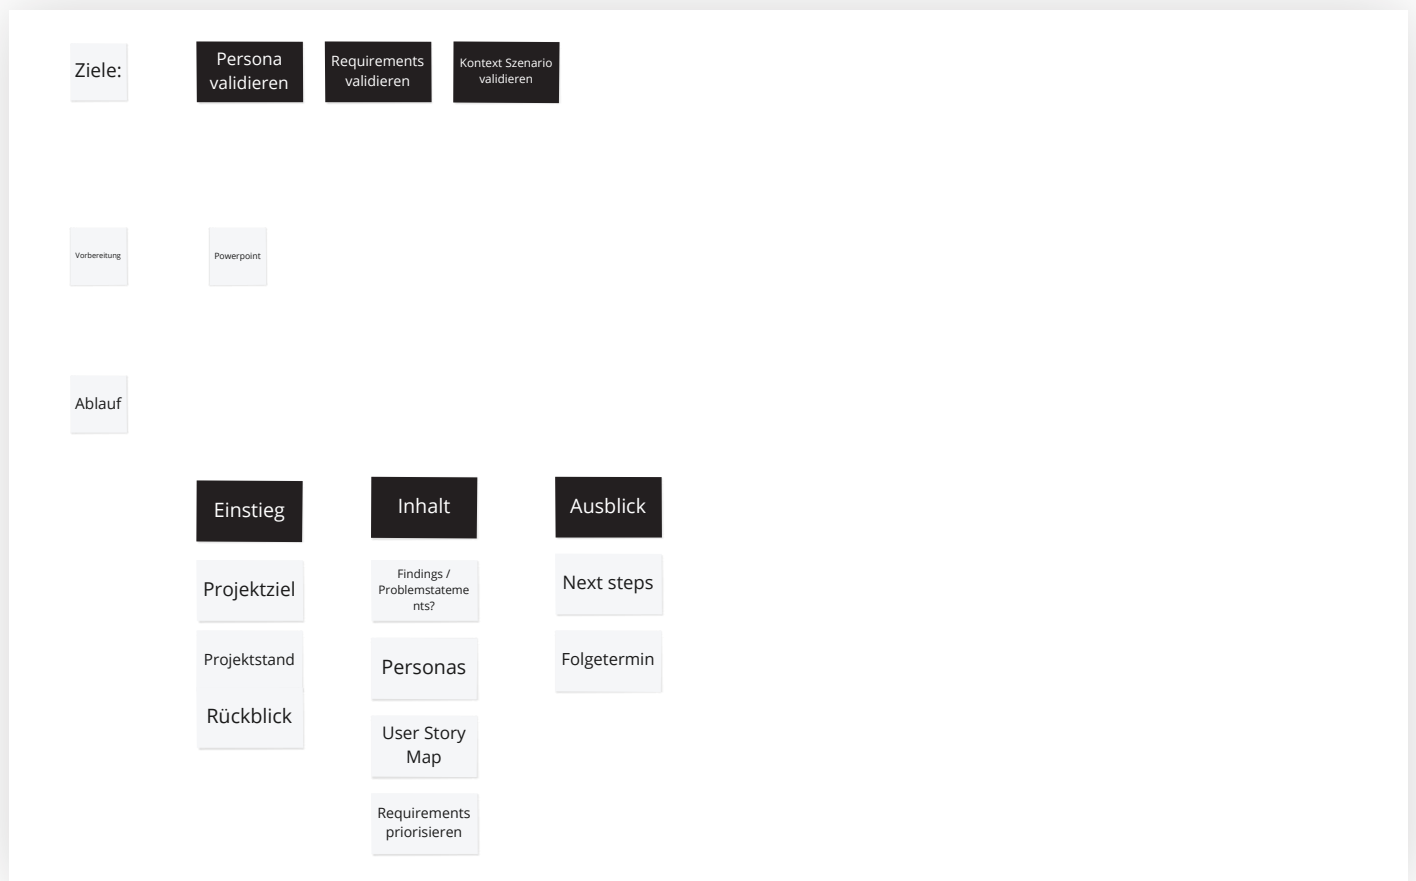 Ziele:
Persona
validieren
Requirements
validieren
Kontext Szenario
validieren
Vorbereitung
Powerpoint
Ablauf
Einstieg
Projektziel
Projektstand
Rückblick
Inhalt
Findings /
Problemstateme
nts?
Personas
User Story
Map
Requirements
priorisieren
Ausblick
Next steps
Folgetermin